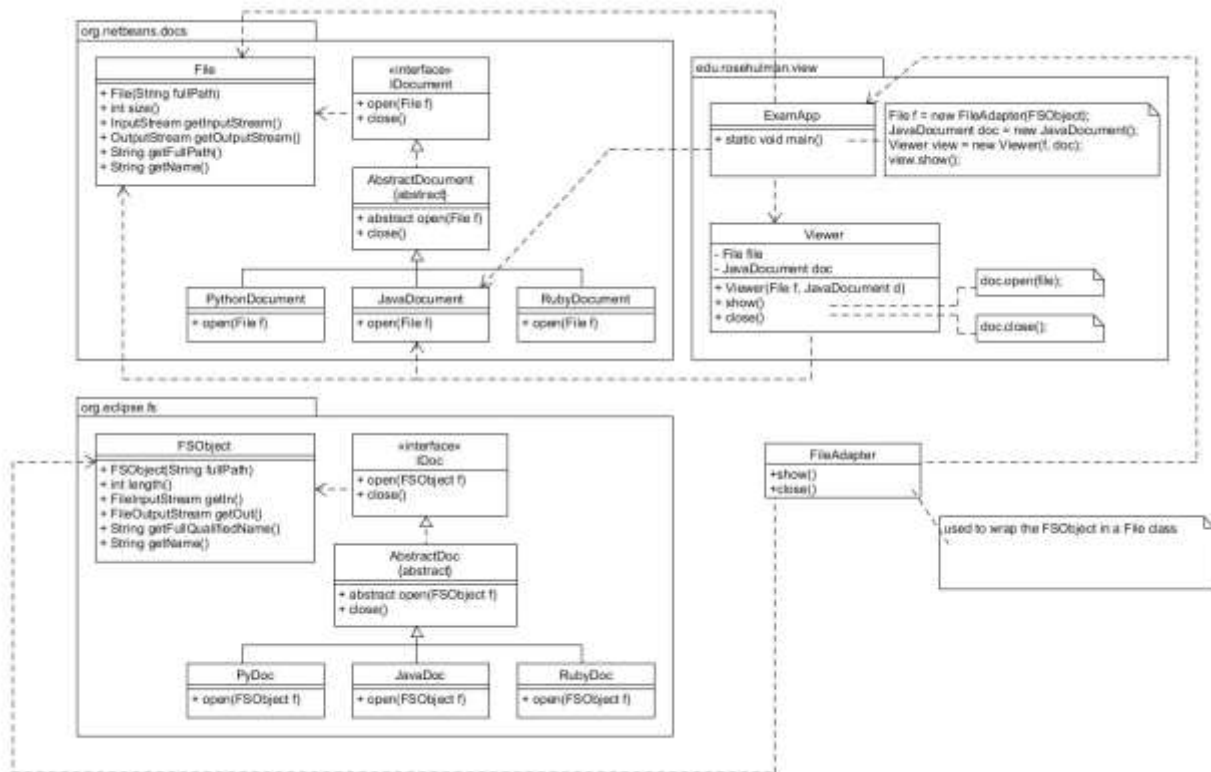 org.netbeans.docs
File
+ File(String fullPath)
+ int size()
+ InputStream getInputStream()
+ OutputStream getOutputStream()
+ String getFullPath()
+ String getName()
«interface»
IDocument
+ open(File f)
+ close()
AbstractDocument
{abstract}
+ abstract open(File f)
+ close()
PythonDocument
+ open(File f)
JavaDocument
+ open(File f)
RubyDocument
+ open(File f)
edu.rosehulman.view
ExamApp
+ static void main()
File f = new FileAdapter(FSObject);
JavaDocument doc = new JavaDocument();
Viewer view = new Viewer(f, doc);
view.show();
Viewer
- File file
- JavaDocument doc
+ Viewer(File f, JavaDocument d)
+ show()
+ close()
doc.open(file);
doc.close();
org.eclipse.fs
FSObject
+ FSObject(String fullPath)
+ int length()
+ FileInputStream getIn()
+ FileOutputStream getOut()
+ String getFullQualifiedName()
+ String getName()
«interface»
IDoc
+ open(FSObject f)
+ close()
AbstractDoc
{abstract}
+ abstract open(FSObject f)
+ close()
PyDoc
+ open(FSObject f)
JavaDoc
+ open(FSObject f)
RubyDoc
+ open(FSObject f)
FileAdapter
+show()
+close()
used to wrap the FSObject in a File class